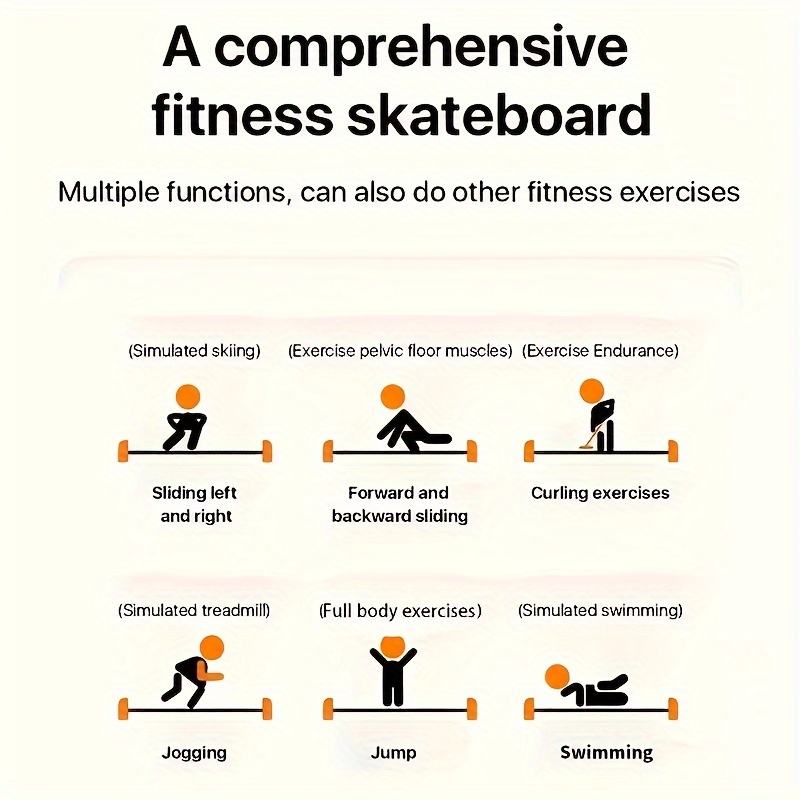 A comprehensive
fitness skateboard
Multiple functions, can also do other fitness exercises
(Simulated skiing) (Exercise pelvic floor muscles) (Exercise Endurance)
Sliding left
and right
Forward and
backward sliding
Curling exercises
(Simulated treadmill) (Full body exercises) (Simulated swimming)
Jogging
Jump
Swimming